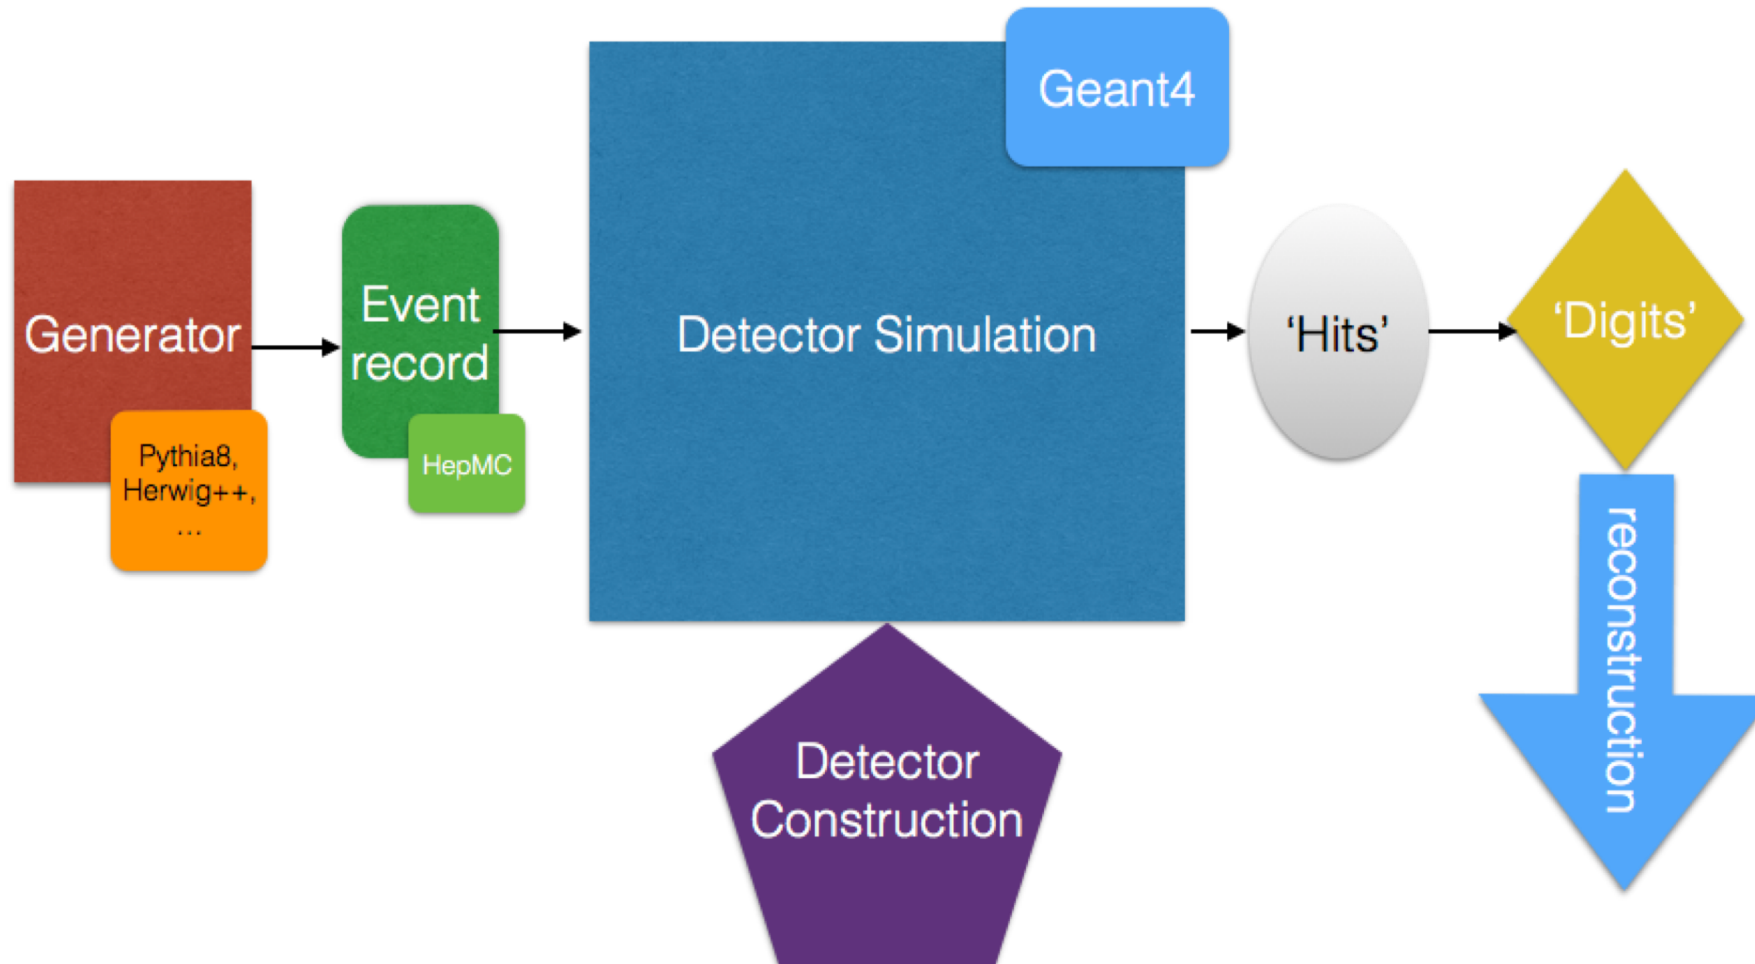 Geant4
Generator
Event
record
Detector Simulation
‘Hits’
‘Digits’
Pythia8,
Herwig++,
...
HepMC
reconstruction
Detector
Construction